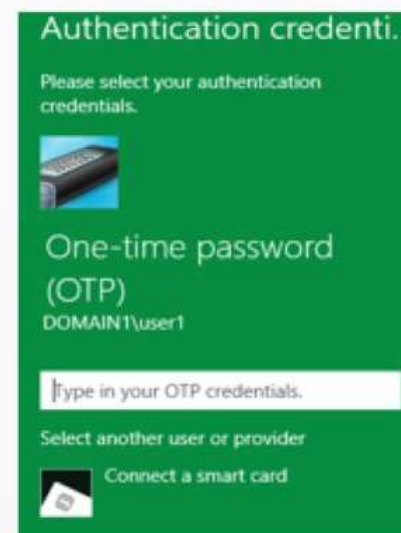 Authentication credenti.
Please select your authentication
credentials.
One-time password
(OTP)
DOMAIN1\user1
Type in your OTP credentials.
Select another user or provider
Connect a smart card